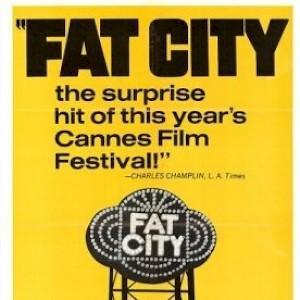 "FAT CITY
the surprise
hit of this year's
Cannes Film
Festival!"
—CHARLES CHAMPLIN, L.A. Times
FAT
CITY